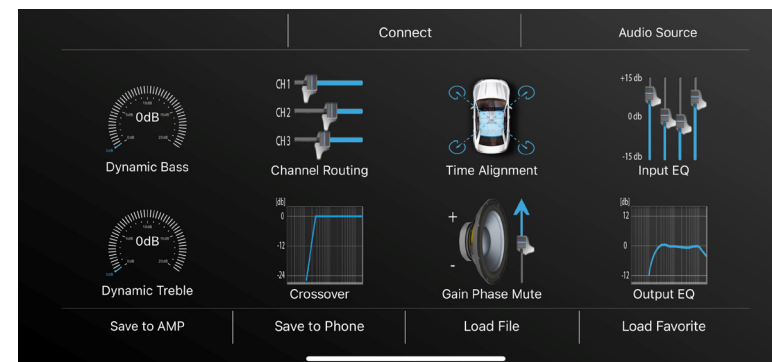 Connect
Audio Source
0dB
Dynamic Bass
CH1
CH2
CH3
Channel Routing
Time Alignment
+15 db
0 db
-15 db
Input EQ
0dB
Dynamic Treble
[db]
0
-12
-24
Crossover
+
-
Gain Phase Mute
[db]
12
0
-12
Output EQ
Save to AMP
Save to Phone
Load File
Load Favorite